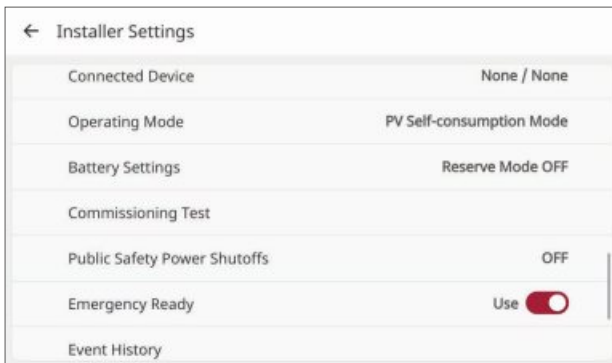 ← Installer Settings
Connected Device None / None
Operating Mode PV Self-consumption Mode
Battery Settings Reserve Mode OFF
Commissioning Test
Public Safety Power Shutoffs OFF
Emergency Ready Use
Event History